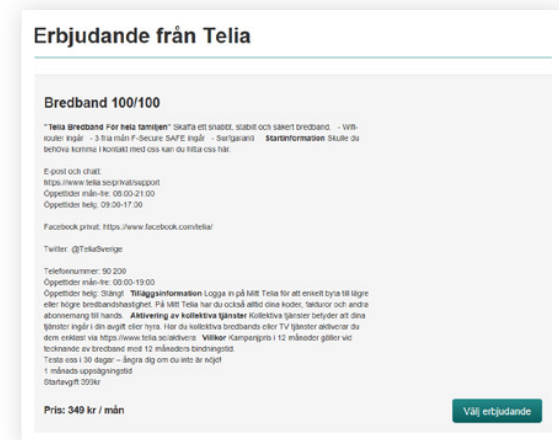 Erbjudande från Telia
Bredband 100/100
"Telia Bredband För hela familjen" Skaffa ett snabbt, stabilt och säkert bredband. - Wifi-
router ingår - 3 fria mån F-Secure SAFE ingår - Surfgaranti Startinformation Skulle du
behöva komma i kontakt med oss kan du hitta oss här:
E-post och chatt:
https://www.telia.se/privat/support
Öppettider mån-fre: 08:00-21:00
Öppettider helg: 09:00-17:00
Facebook privat: https://www.facebook.com/telia/
Twitter: @TeliaSverige
Telefonnummer: 90 200
Öppettider mån-fre: 08:00-19:00
Öppettider helg: Stängt Tilläggsinformation Logga in på Mitt Telia för att enkelt byta till lägre
eller högre bredbandshastighet. På Mitt Telia har du också alltid dina koder, fakturor och andra
abonnemang till hands. Aktivering av kollektiva tjänster Kollektiva tjänster betyder att dina
tjänster ingår i din avgift eller hyra. Har du kollektiva bredbands eller TV tjänster aktiverar du
dem enklast via https://www.telia.se/aktivera Villkor Kampanjpris i 12 månader gäller vid
tecknande av bredband med 12 månaders bindningstid.
Testa oss i 30 dagar – ångra dig om du inte är nöjd!
1 månads uppsägningstid
Startavgift 399kr
Pris: 349 kr / mån
Välj erbjudande